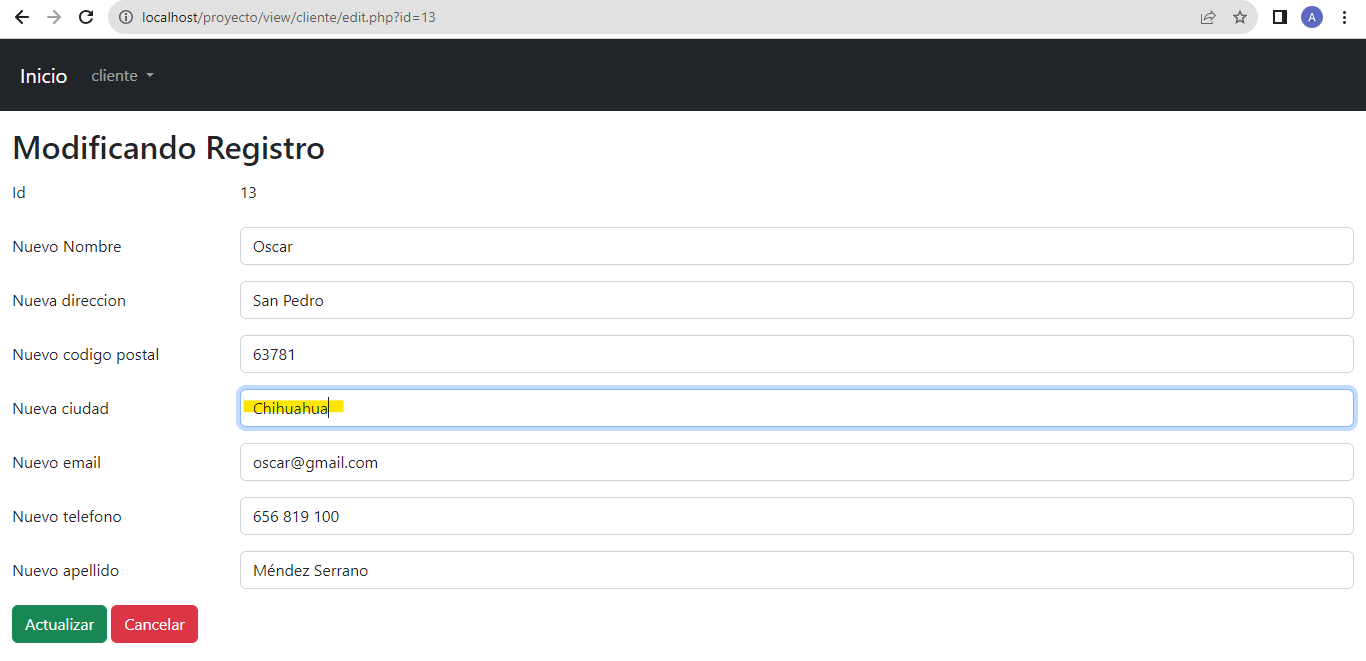 localhost/proyecto/view/cliente/edit.php?id=13
A
Inicio cliente
Modificando Registro
Id 13
Nuevo Nombre Oscar
Nueva direccion San Pedro
Nuevo codigo postal 63781
Nueva ciudad Chihuahua
Nuevo email oscar@gmail.com
Nuevo telefono 656 819 100
Nuevo apellido Méndez Serrano
Actualizar Cancelar